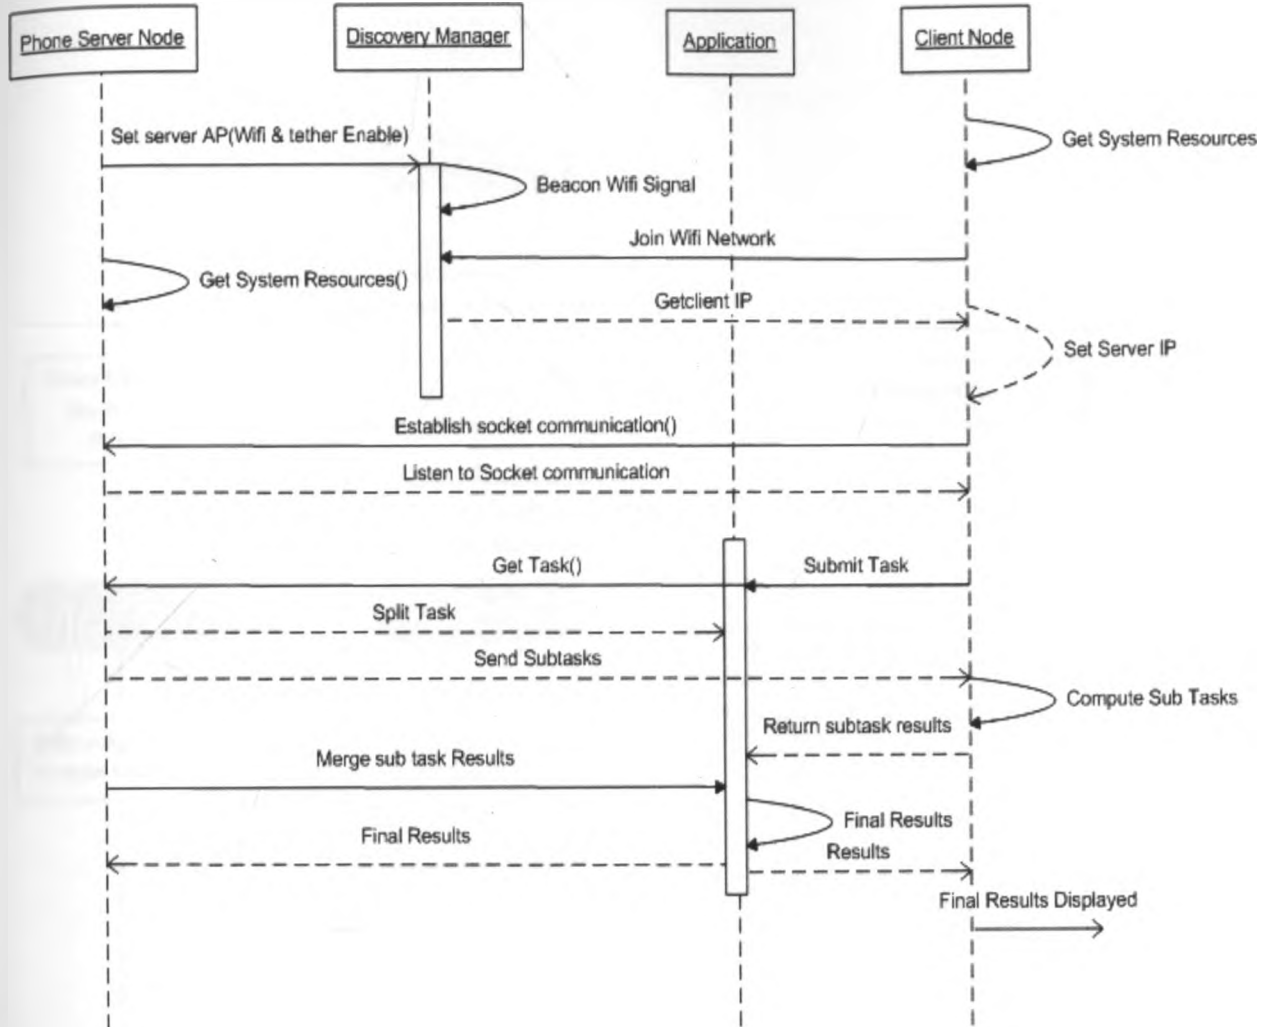 Phone Server Node
Discovery Manager
Application
Client Node
Set server AP(Wifi & tether Enable)
Get System Resources
Beacon Wifi Signal
Join Wifi Network
Get System Resources()
Getclient IP
Set Server IP
Establish socket communication()
Listen to Socket communication
Get Task()
Submit Task
Split Task
Send Subtasks
Compute Sub Tasks
Return subtask results
Merge sub task Results
Final Results
Final Results
Results
Final Results Displayed